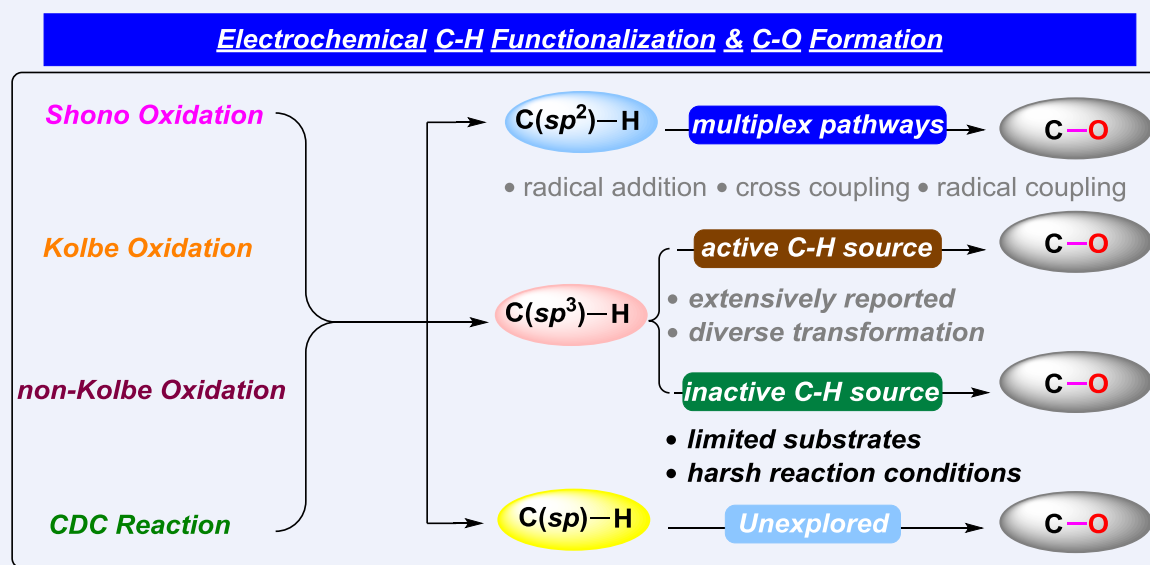 Electrochemical C-H Functionalization & C-O Formation
Shono Oxidation
Kolbe Oxidation
non-Kolbe Oxidation
CDC Reaction
C(sp²)–H
multiplex pathways
C–O
• radical addition • cross coupling • radical coupling
C(sp³)–H
active C-H source
C–O
• extensively reported
• diverse transformation
inactive C-H source
C–O
• limited substrates
• harsh reaction conditions
C(sp)–H
Unexplored
C–O